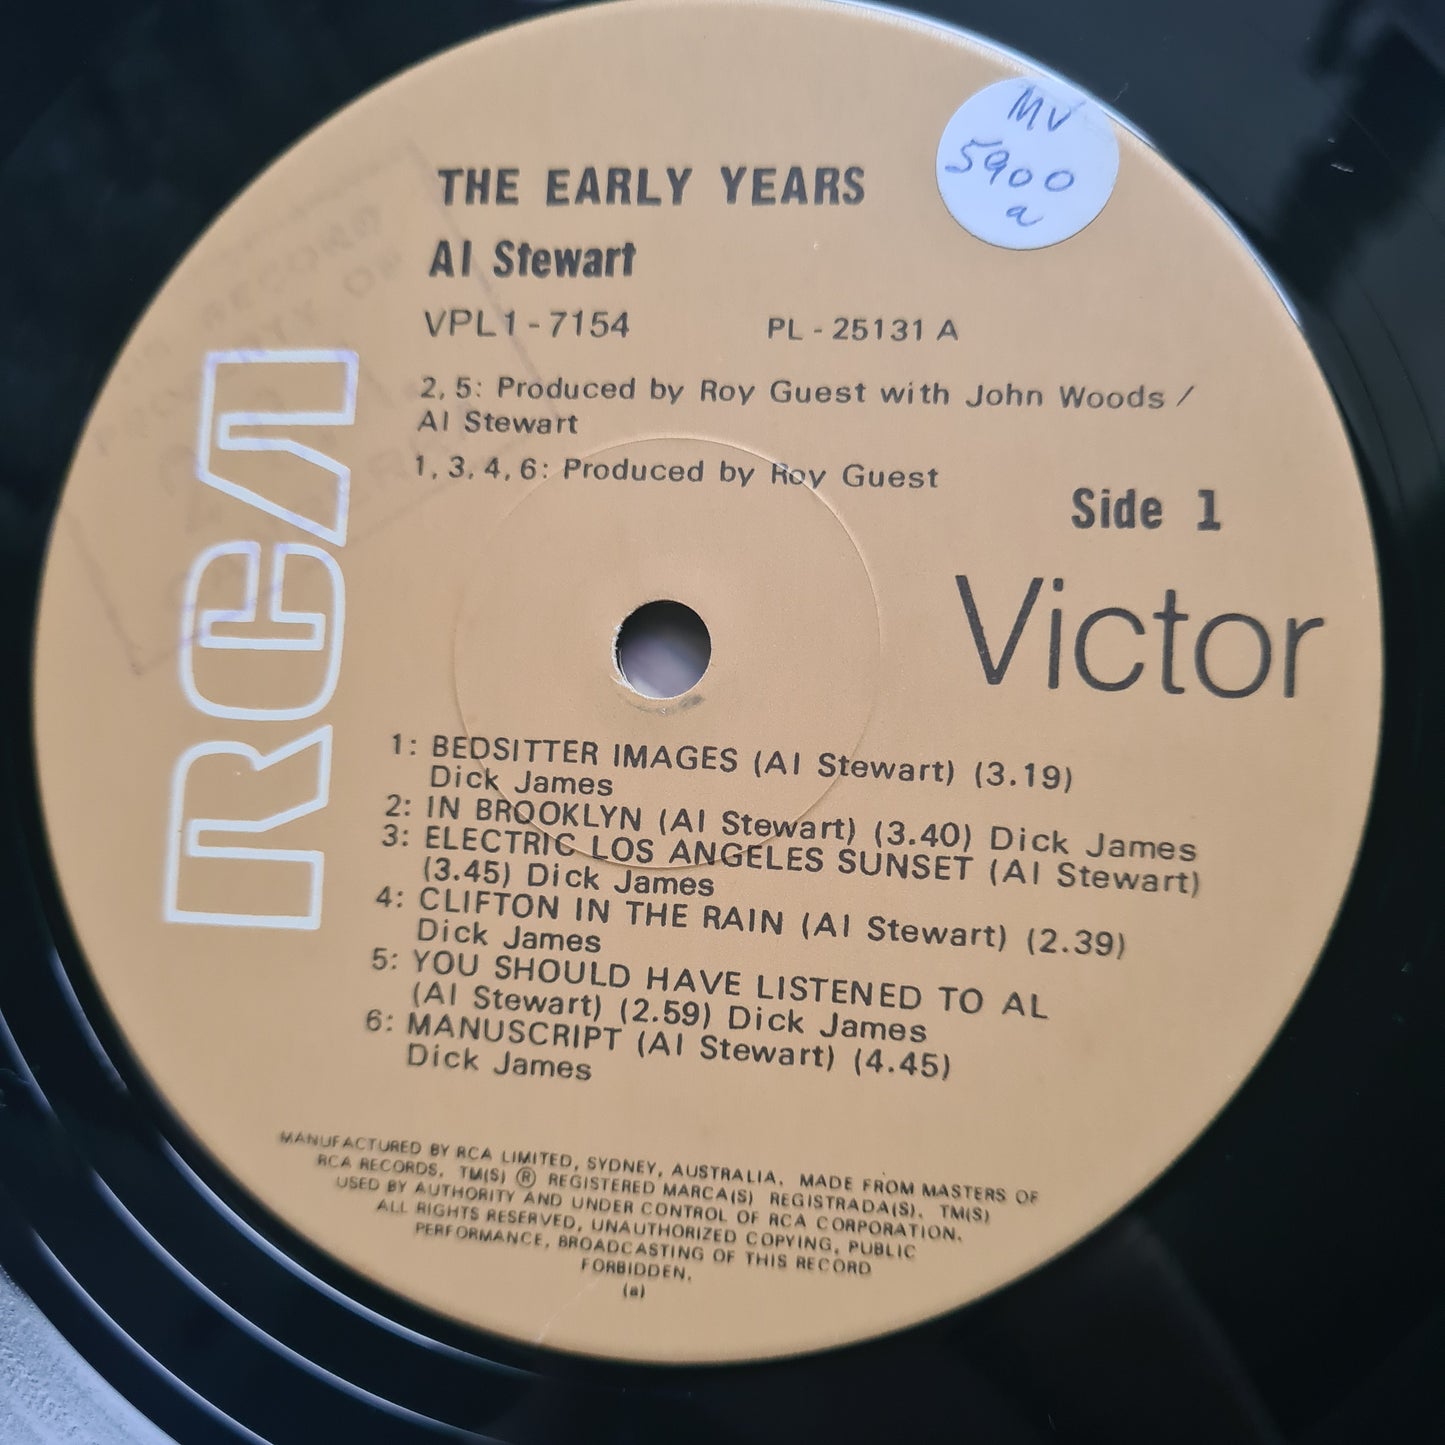 MV
5900
a
THE EARLY YEARS
Al Stewart
VPL1-7154 PL-25131 A
2, 5: Produced by Roy Guest with John Woods /
Al Stewart
1, 3, 4, 6: Produced by Roy Guest
Side 1
RCA
Victor
1: BEDSITTER IMAGES (Al Stewart) (3.19)
Dick James
2: IN BROOKLYN (Al Stewart) (3.40) Dick James
3: ELECTRIC LOS ANGELES SUNSET (Al Stewart)
(3.45) Dick James
4: CLIFTON IN THE RAIN (Al Stewart) (2.39)
Dick James
5: YOU SHOULD HAVE LISTENED TO AL
(Al Stewart) (2.59) Dick James
6: MANUSCRIPT (Al Stewart) (4.45)
Dick James
MANUFACTURED BY RCA LIMITED, SYDNEY, AUSTRALIA. MADE FROM MASTERS OF
RCA RECORDS. TM(S) ® REGISTERED MARCA(S) REGISTRADA(S). TM(S)
USED BY AUTHORITY AND UNDER CONTROL OF RCA CORPORATION.
ALL RIGHTS RESERVED, UNAUTHORIZED COPYING, PUBLIC
PERFORMANCE, BROADCASTING OF THIS RECORD
FORBIDDEN.
(a)
RECORD
OF